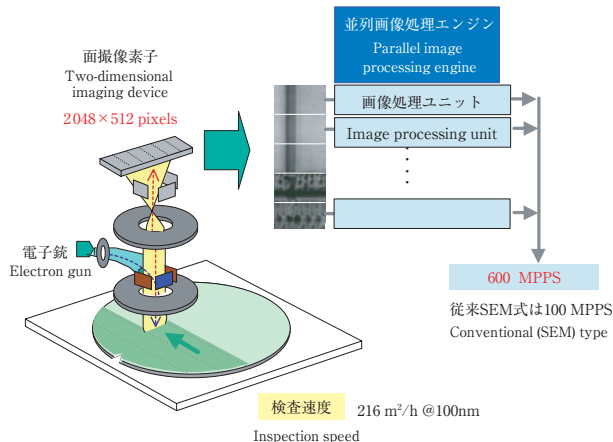 面撮像素子
Two-dimensional
imaging device
2 048×512 pixels
並列画像処理エンジン
Parallel image
processing engine
画像処理ユニット
Image processing unit
電子銃
Electron gun
600 MPPS
従来SEM式は100 MPPS
Conventional (SEM) type
検査速度 216 m²/h @100nm
Inspection speed